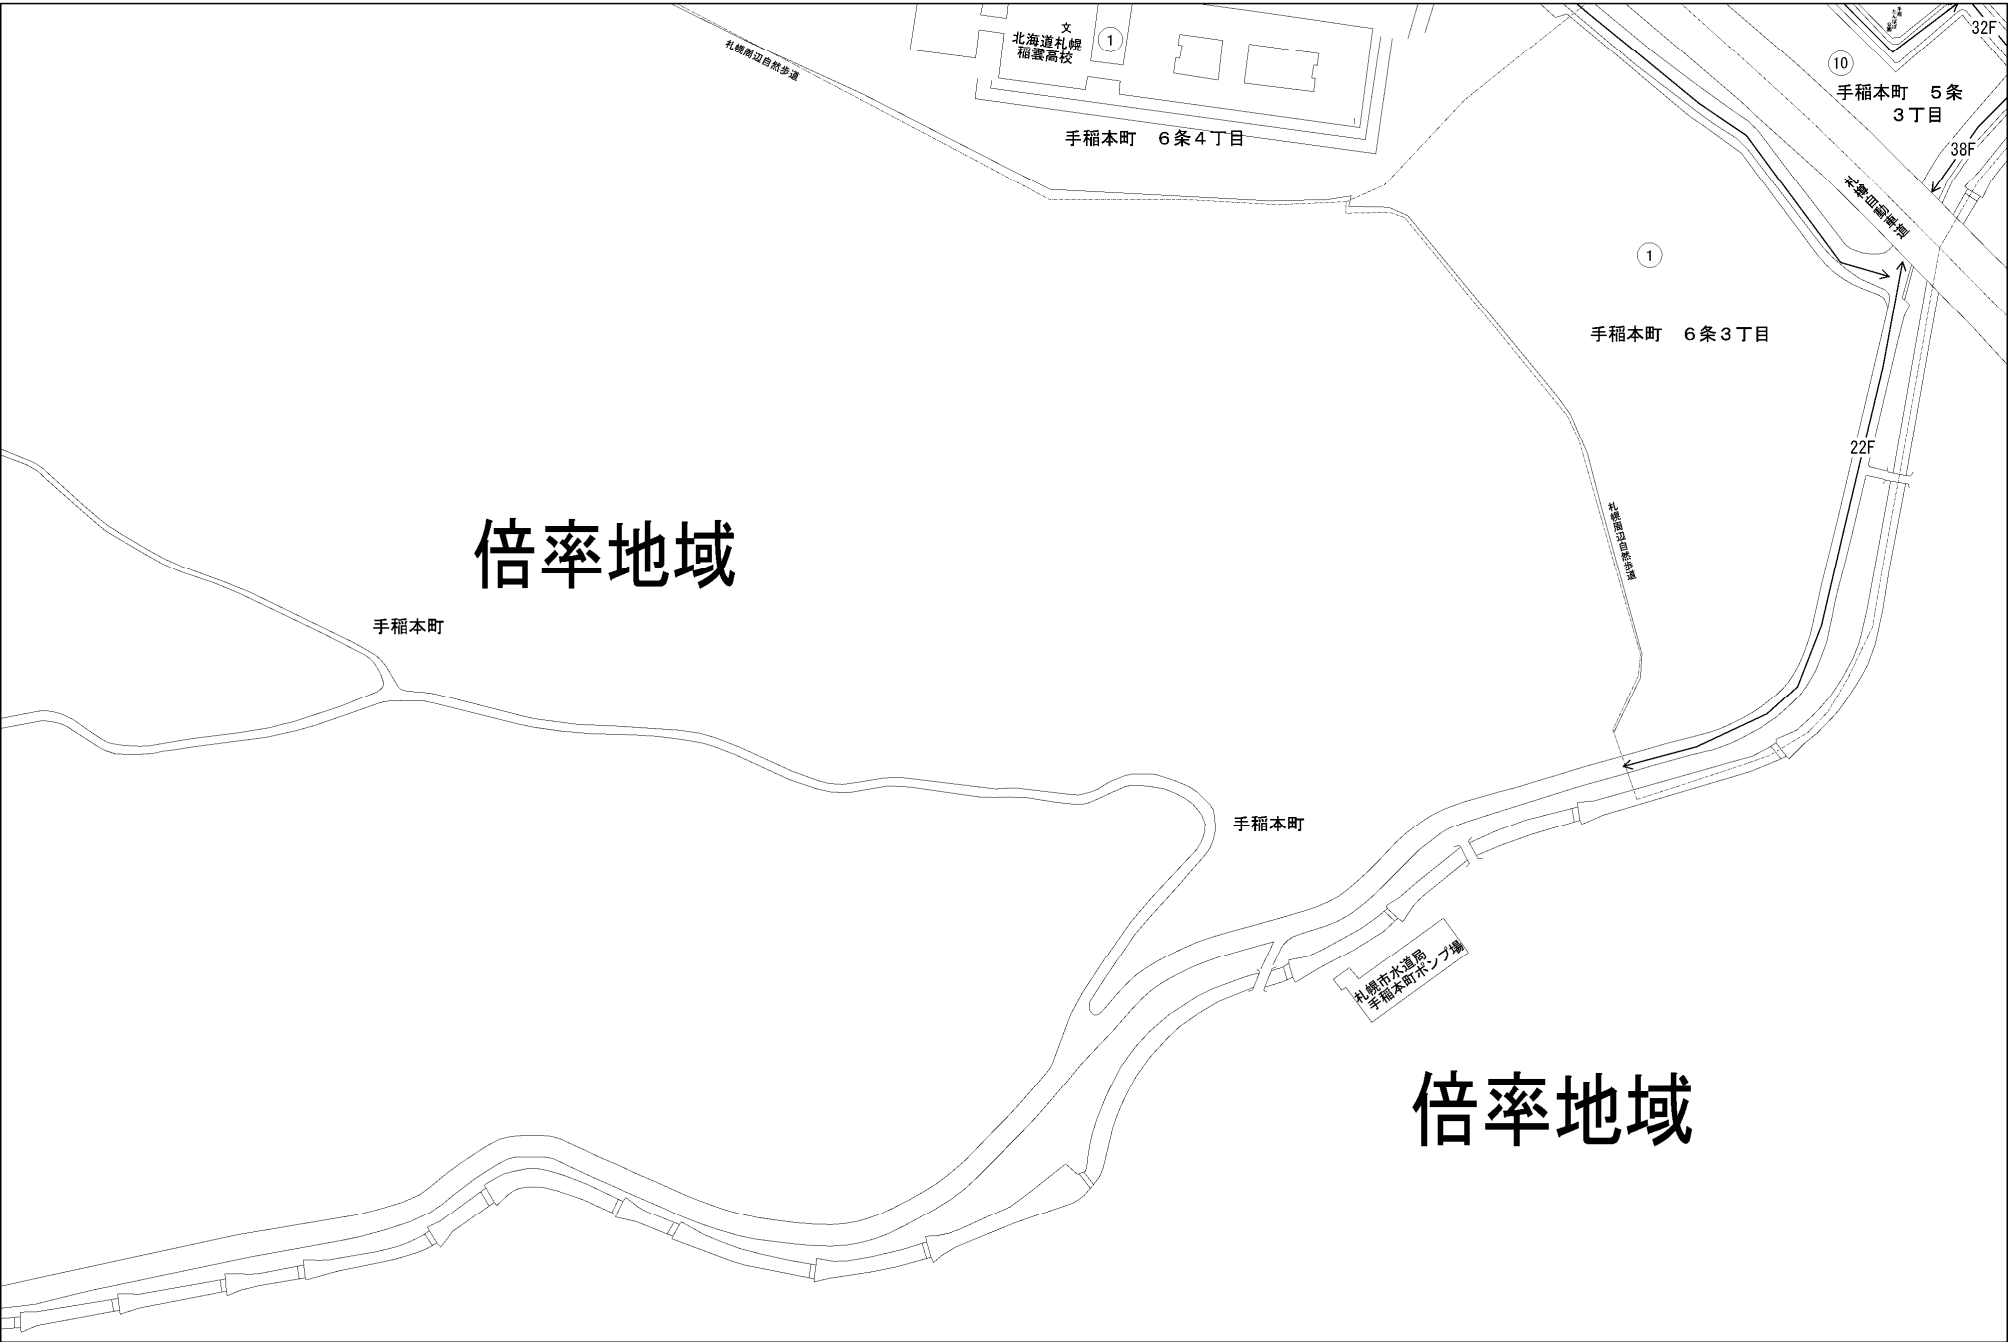 札幌周辺自然歩道
文
北海道札幌
稲雲高校
1
手稲本町　６条４丁目
32F
10
手稲本町　５条
３丁目
38F
札樽自動車道
1
手稲本町　６条３丁目
22F
札幌周辺自然歩道
倍率地域
手稲本町
手稲本町
札幌市水道局
手稲本町ポンプ場
倍率地域